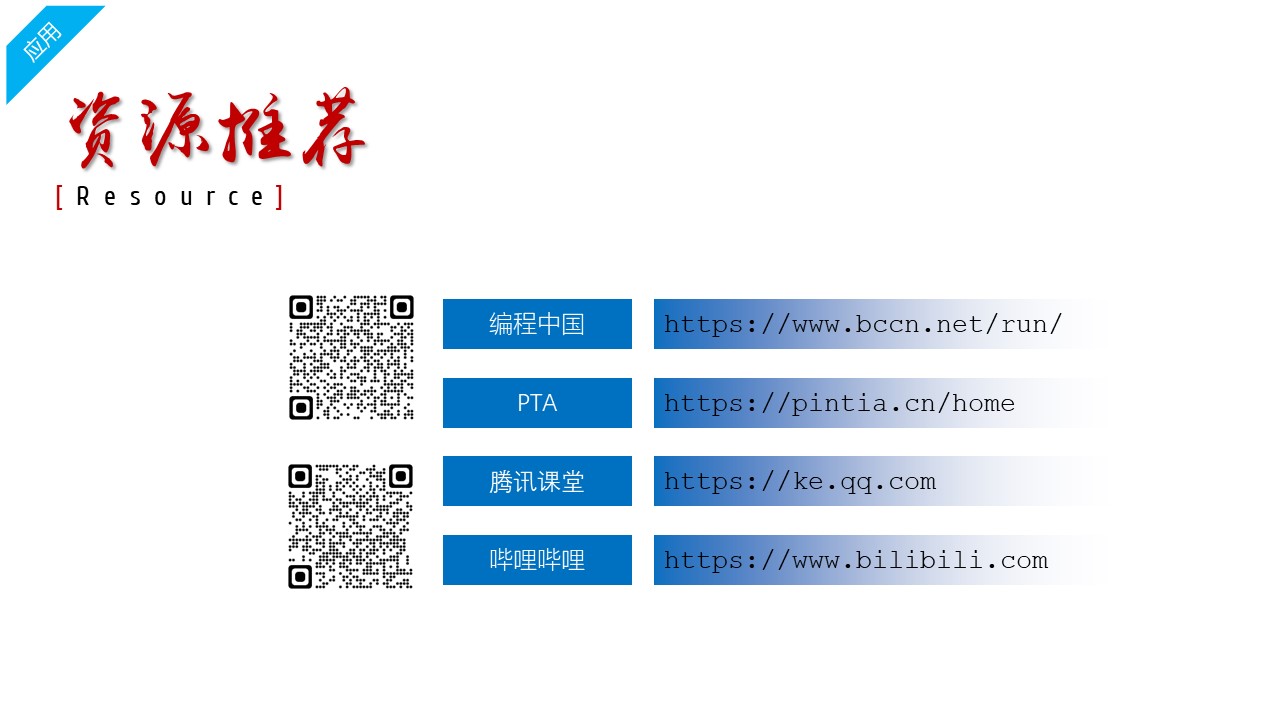 应用
资源推荐
[Resource]
编程中国 https://www.bccn.net/run/
PTA https://pintia.cn/home
腾讯课堂 https://ke.qq.com
哔哩哔哩 https://www.bilibili.com